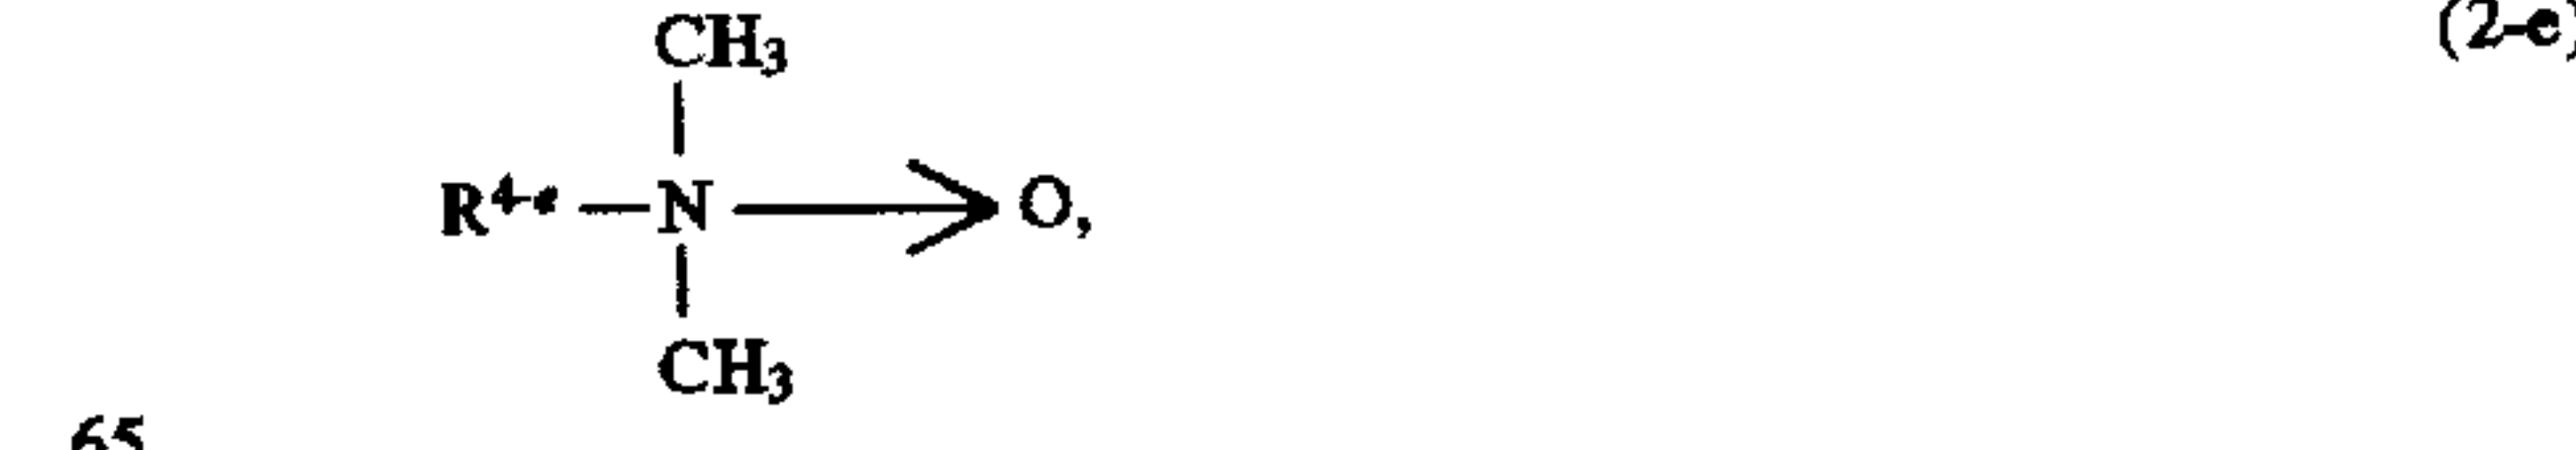 CH₃
(2-e)
R⁴⁻ᵉ —N → O,
CH₃
65